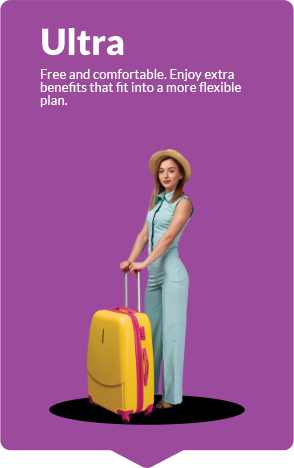 Ultra
Free and comfortable. Enjoy extra
benefits that fit into a more flexible
plan.